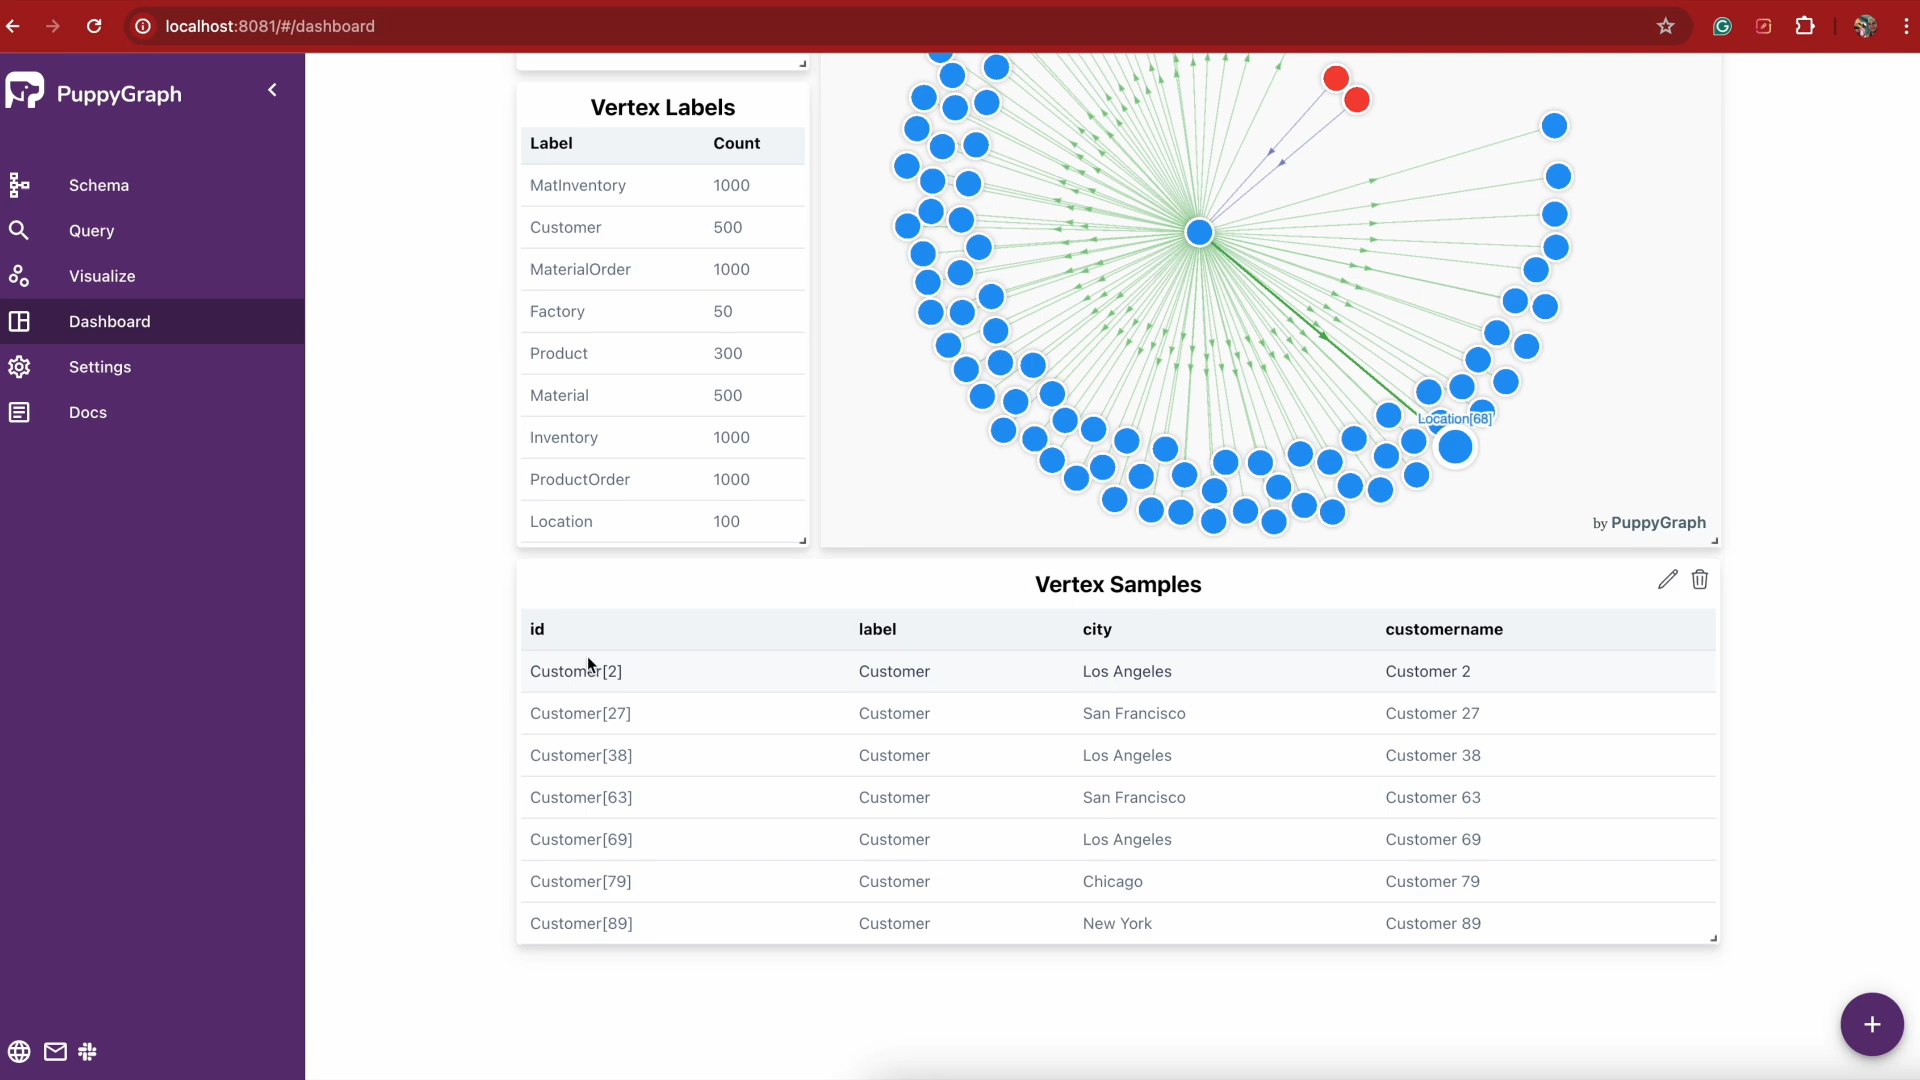 localhost:8081/#/dashboard
PuppyGraph
Schema
Query
Visualize
Dashboard
Settings
Docs
Vertex Labels
Label Count
MatInventory 1000
Customer 500
MaterialOrder 1000
Factory 50
Product 300
Material 500
Inventory 1000
ProductOrder 1000
Location 100
Location[68]
by PuppyGraph
Vertex Samples
id label city customername
Customer[2] Customer Los Angeles Customer 2
Customer[27] Customer San Francisco Customer 27
Customer[38] Customer Los Angeles Customer 38
Customer[63] Customer San Francisco Customer 63
Customer[69] Customer Los Angeles Customer 69
Customer[79] Customer Chicago Customer 79
Customer[89] Customer New York Customer 89